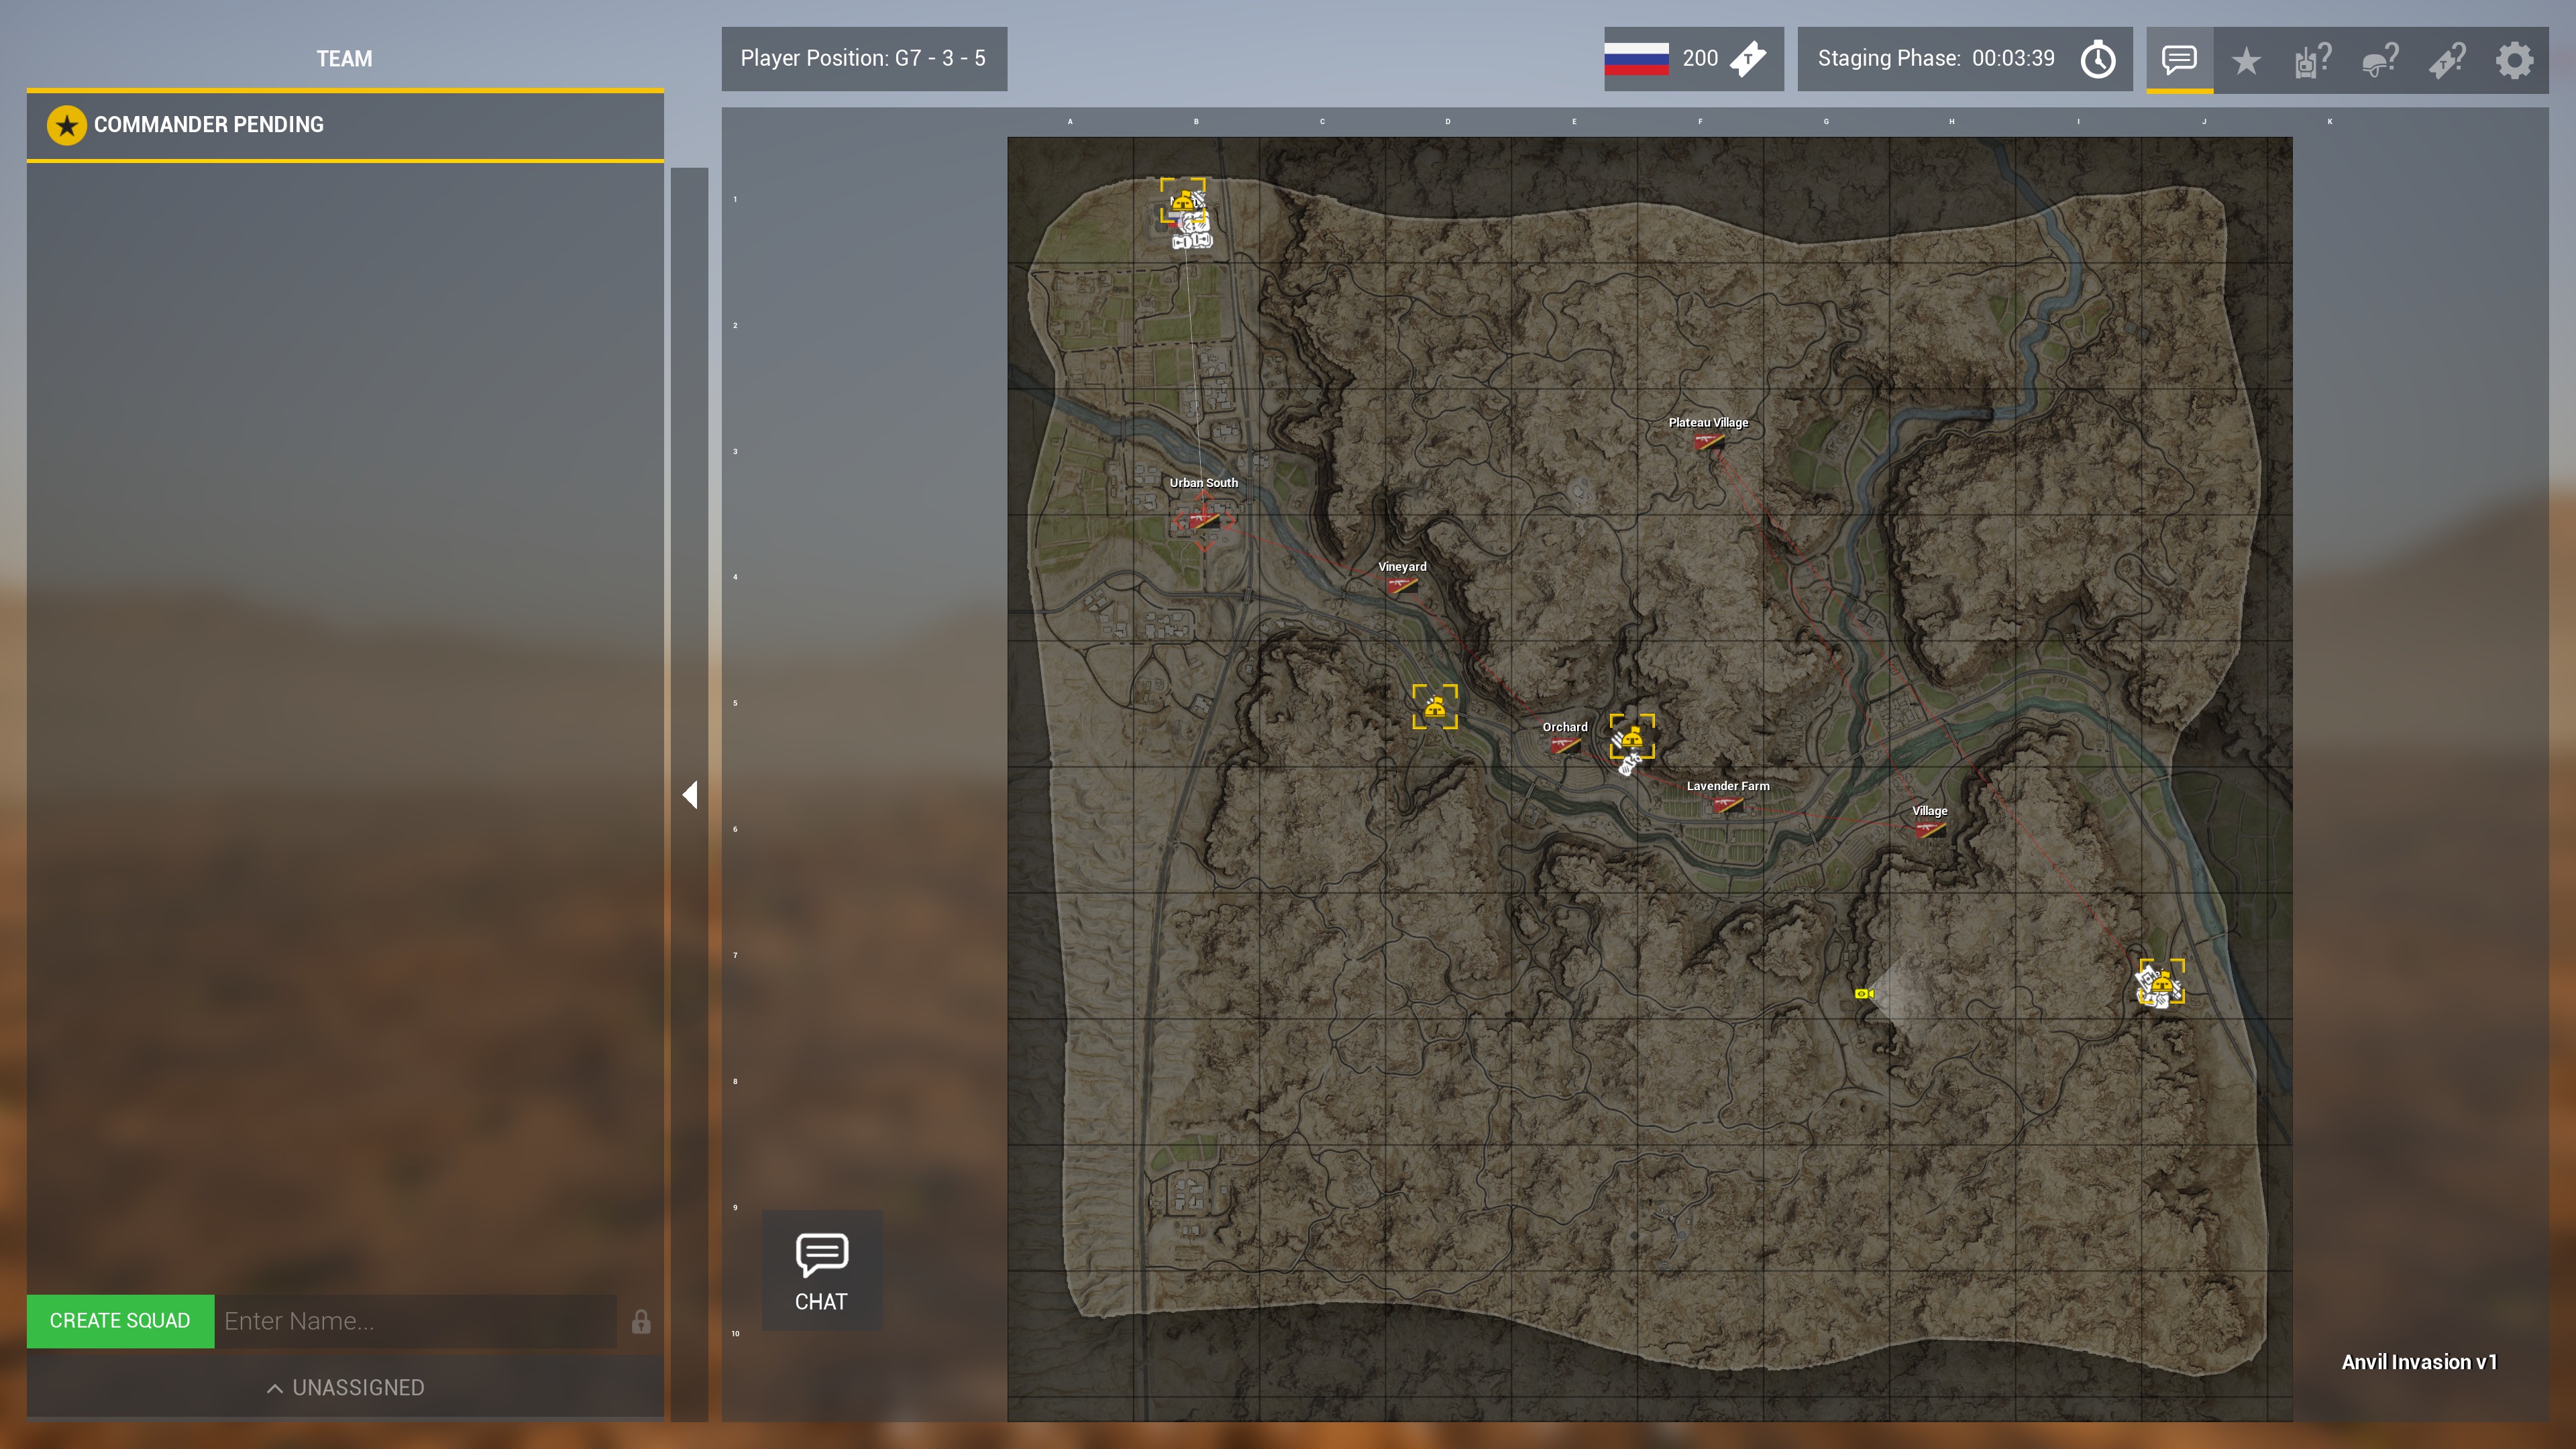 TEAM
Player Position: G7 - 3 - 5
200
Staging Phase: 00:03:39
COMMANDER PENDING
A B C D E F G H I J K
1
2
Plateau Village
3
Urban South
Vineyard
4
5
Orchard
Lavender Farm
Village
6
7
8
9
CHAT
10
CREATE SQUAD
Enter Name...
Anvil Invasion v1
UNASSIGNED